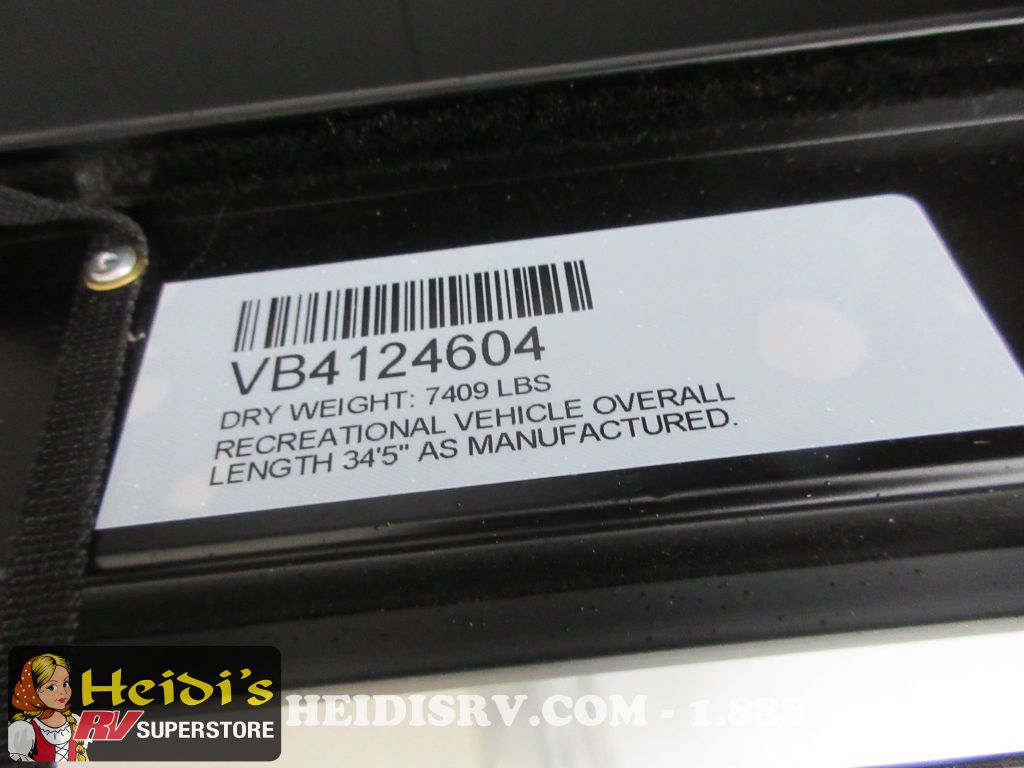 VB4124604
DRY WEIGHT: 7409 LBS
RECREATIONAL VEHICLE OVERALL
LENGTH 34'5" AS MANUFACTURED.
Heidi's
RV SUPERSTORE
HEIDISRV.COM - 1.888